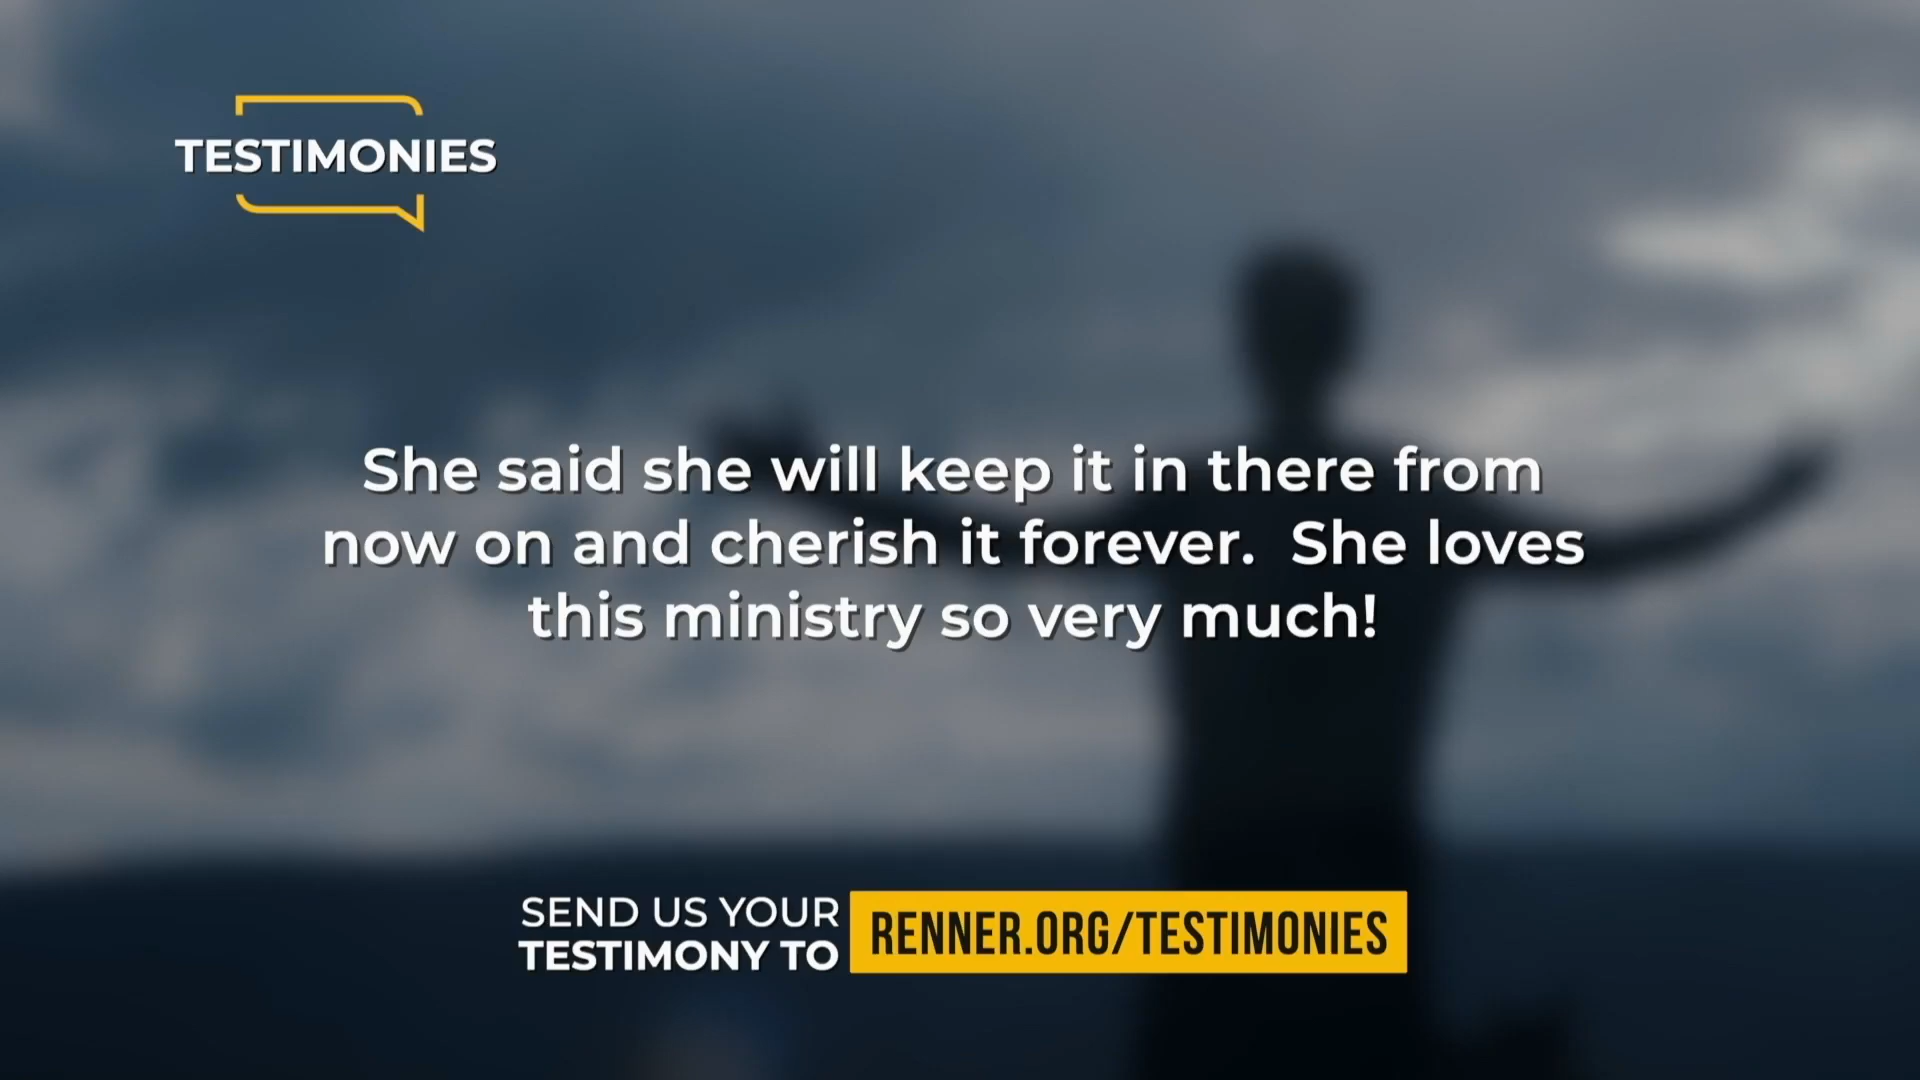 TESTIMONIES
She said she will keep it in there from
now on and cherish it forever.  She loves
this ministry so very much!
SEND US YOUR
TESTIMONY TO
RENNER.ORG/TESTIMONIES